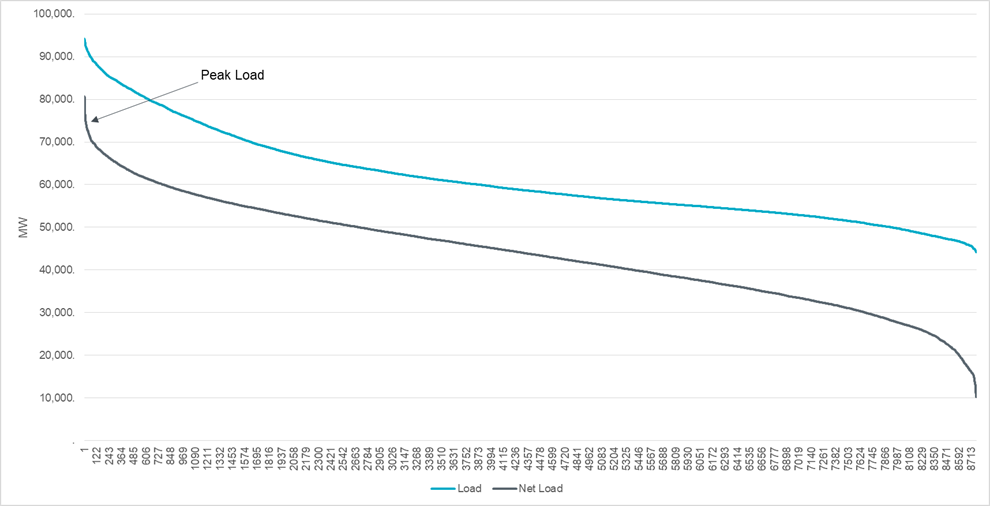 100,000.
90,000.
Peak Load
80,000.
70,000.
60,000.
MW
50,000.
40,000.
30,000.
20,000.
10,000.
.
1 122 243 364 485 606 727 848 969 1090 1211 1332 1453 1574 1695 1816 1937 2058 2179 2300 2421 2542 2663 2784 2905 3026 3147 3268 3389 3510 3631 3752 3873 3994 4115 4236 4357 4478 4599 4720 4841 4962 5083 5204 5325 5446 5567 5688 5809 5930 6051 6172 6293 6414 6535 6656 6777 6898 7019 7140 7261 7382 7503 7624 7745 7866 7987 8108 8229 8350 8471 8592 8713
Load Net Load